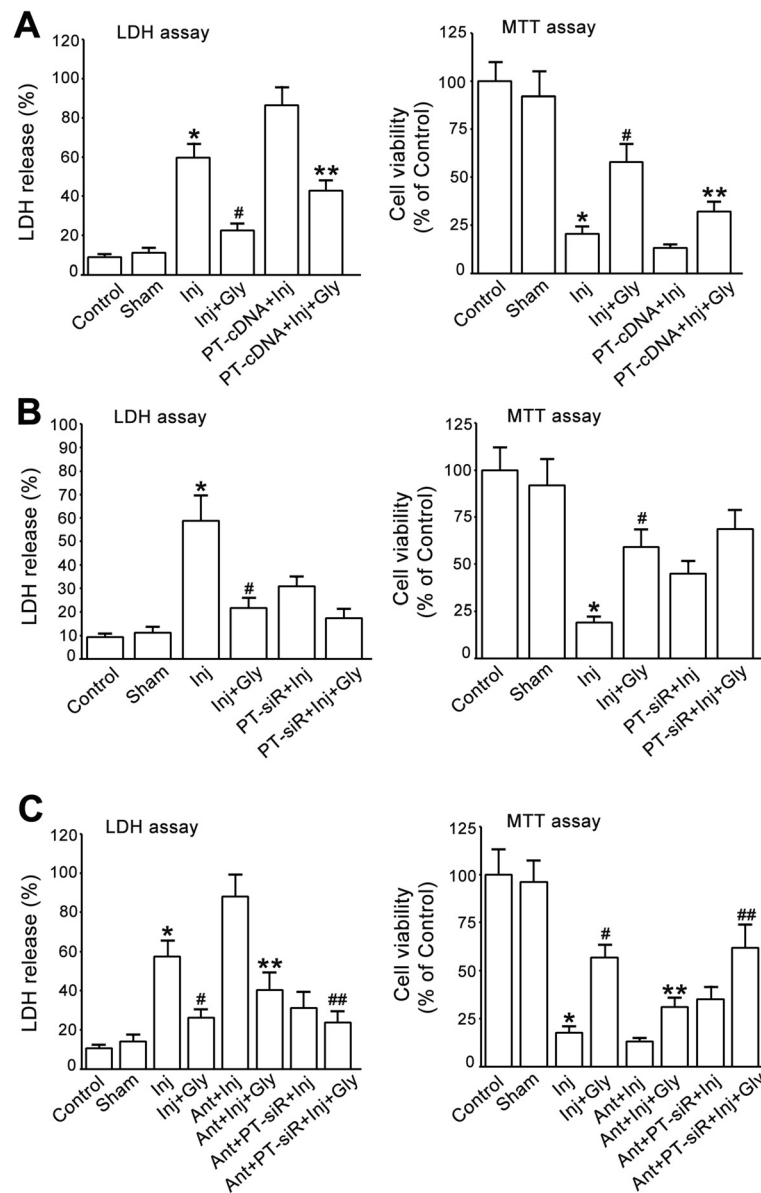 A
LDH assay
LDH release (%)
120
100
80
60
40
20
0
*
#
**
Control
Sham
Inj
Inj+Gly
PT-cDNA+Inj
PT-cDNA+Inj+Gly
MTT assay
Cell viability
(% of Control)
125
100
75
50
25
0
*
#
**
Control
Sham
Inj
Inj+Gly
PT-cDNA+Inj
PT-cDNA+Inj+Gly
B
LDH assay
LDH release (%)
100
90
80
70
60
50
40
30
20
10
0
*
#
Control
Sham
Inj
Inj+Gly
PT-siR+Inj
PT-siR+Inj+Gly
MTT assay
Cell viability
(% of Control)
125
100
75
50
25
0
*
#
Control
Sham
Inj
Inj+Gly
PT-siR+Inj
PT-siR+Inj+Gly
C
LDH assay
LDH release (%)
120
100
80
60
40
20
0
*
#
**
##
Control
Sham
Inj
Inj+Gly
Ant+Inj
Ant+Inj+Gly
Ant+PT-siR+Inj
Ant+PT-siR+Inj+Gly
MTT assay
Cell viability
(% of Control)
125
100
75
50
25
0
*
#
**
##
Control
Sham
Inj
Inj+Gly
Ant+Inj
Ant+Inj+Gly
Ant+PT-siR+Inj
Ant+PT-siR+Inj+Gly